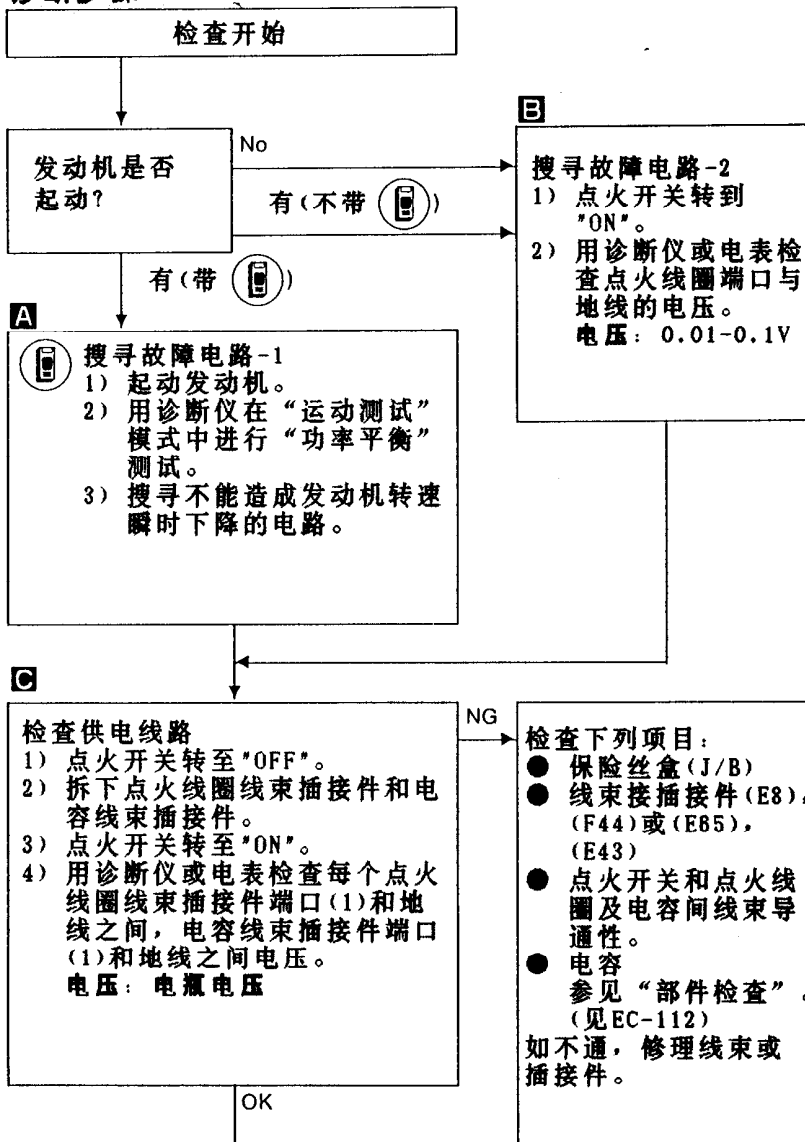 检查开始
发动机是否
起动?
No
有(不带
)
有(带
)
B
搜寻故障电路-2
1) 点火开关转到
"ON"。
2) 用诊断仪或电表检
查点火线圈端口与
地线的电压。
电压: 0.01-0.1V
A
搜寻故障电路-1
1) 起动发动机。
2) 用诊断仪在“运动测试”
模式中进行“功率平衡”
测试。
3) 搜寻不能造成发动机转速
瞬时下降的电路。
C
检查供电线路
1) 点火开关转至"OFF"。
2) 拆下点火线圈线束插接件和电
容线束插接件。
3) 点火开关转至"ON"。
4) 用诊断仪或电表检查每个点火
线圈线束插接件端口(1)和地
线之间，电容线束插接件端口
(1)和地线之间电压。
电压: 电瓶电压
NG
OK
检查下列项目:
● 保险丝盒(J/B)
● 线束接插接件(E8),
(F44)或(E65),
(E43)
● 点火开关和点火线
圈及电容间线束导
通性。
● 电容
参见“部件检查”。
(见EC-112)
如不通，修理线束或
插接件。